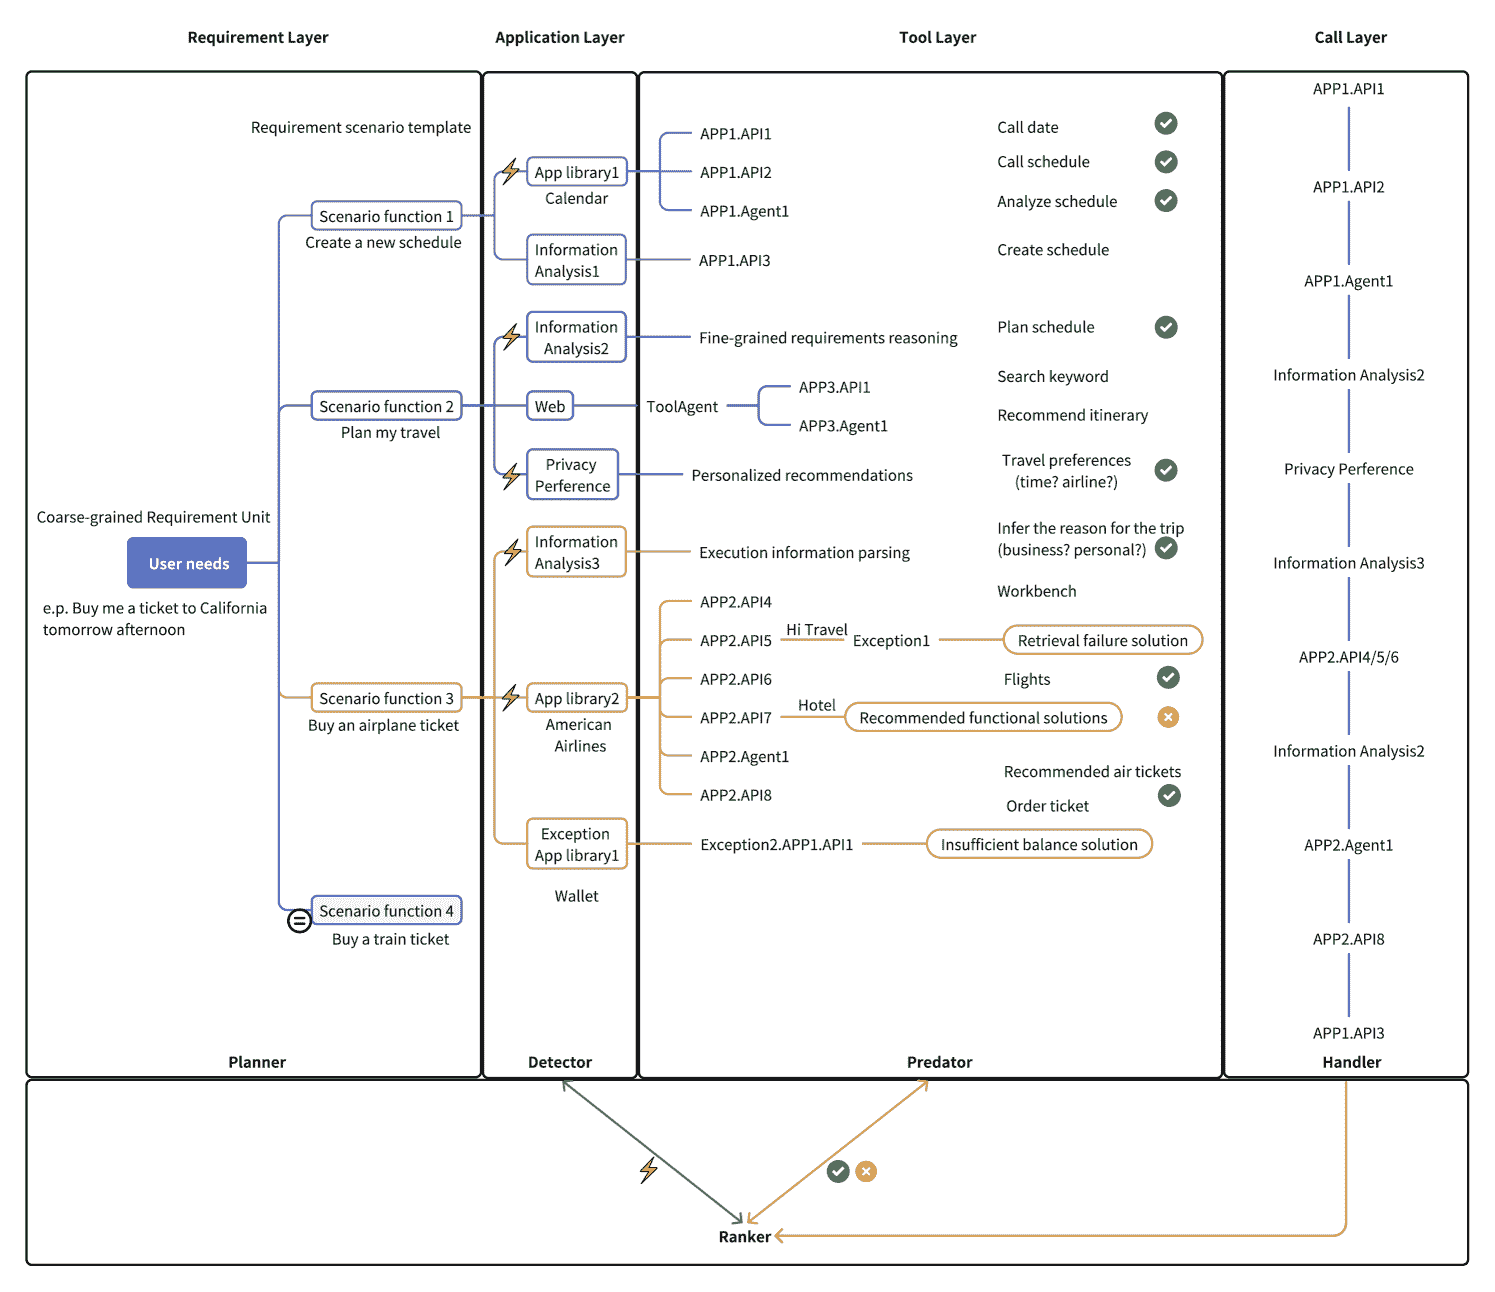 Requirement Layer
Application Layer
Tool Layer
Call Layer
Requirement scenario template
Scenario function 1
Create a new schedule
Scenario function 2
Plan my travel
Coarse-grained Requirement Unit
User needs
e.p. Buy me a ticket to California
tomorrow afternoon
Scenario function 3
Buy an airplane ticket
Scenario function 4
Buy a train ticket
Planner
App library1
Calendar
Information
Analysis1
Information
Analysis2
Web
Privacy
Perference
Information
Analysis3
App library2
American
Airlines
Exception
App library1
Wallet
Detector
APP1.API1
Call date
APP1.API2
Call schedule
APP1.Agent1
Analyze schedule
APP1.API3
Create schedule
Fine-grained requirements reasoning
Plan schedule
Search keyword
ToolAgent
APP3.API1
APP3.Agent1
Recommend itinerary
Personalized recommendations
Travel preferences
(time? airline?)
Infer the reason for the trip
(business? personal?)
Execution information parsing
Workbench
APP2.API4
APP2.API5
Hi Travel
Exception1
Retrieval failure solution
APP2.API6
Flights
APP2.API7
Hotel
Recommended functional solutions
APP2.Agent1
Recommended air tickets
APP2.API8
Order ticket
Exception2.APP1.API1
Insufficient balance solution
Predator
APP1.API1
APP1.API2
APP1.Agent1
Information Analysis2
Privacy Perference
Information Analysis3
APP2.API4/5/6
Information Analysis2
APP2.Agent1
APP2.API8
APP1.API3
Handler
Ranker